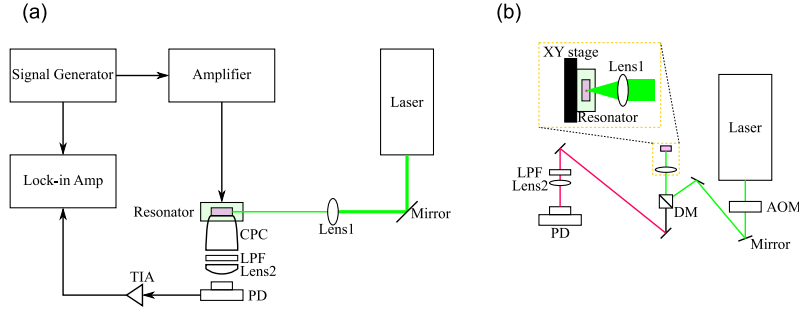 (a)
Signal Generator
Amplifier
Laser
Lock-in Amp
Resonator
Lens1
Mirror
CPC
LPF
Lens2
TIA
PD
(b)
XY stage
Lens1
Resonator
Laser
LPF
Lens2
PD
DM
AOM
Mirror